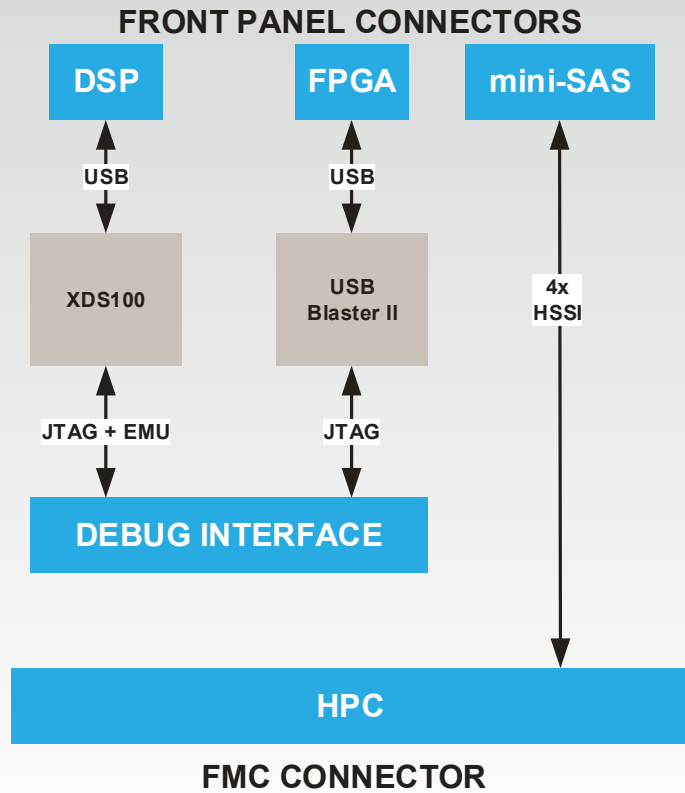 FRONT PANEL CONNECTORS
DSP
FPGA
mini-SAS
USB
USB
XDS100
USB
Blaster II
4x
HSSI
JTAG + EMU
JTAG
DEBUG INTERFACE
HPC
FMC CONNECTOR